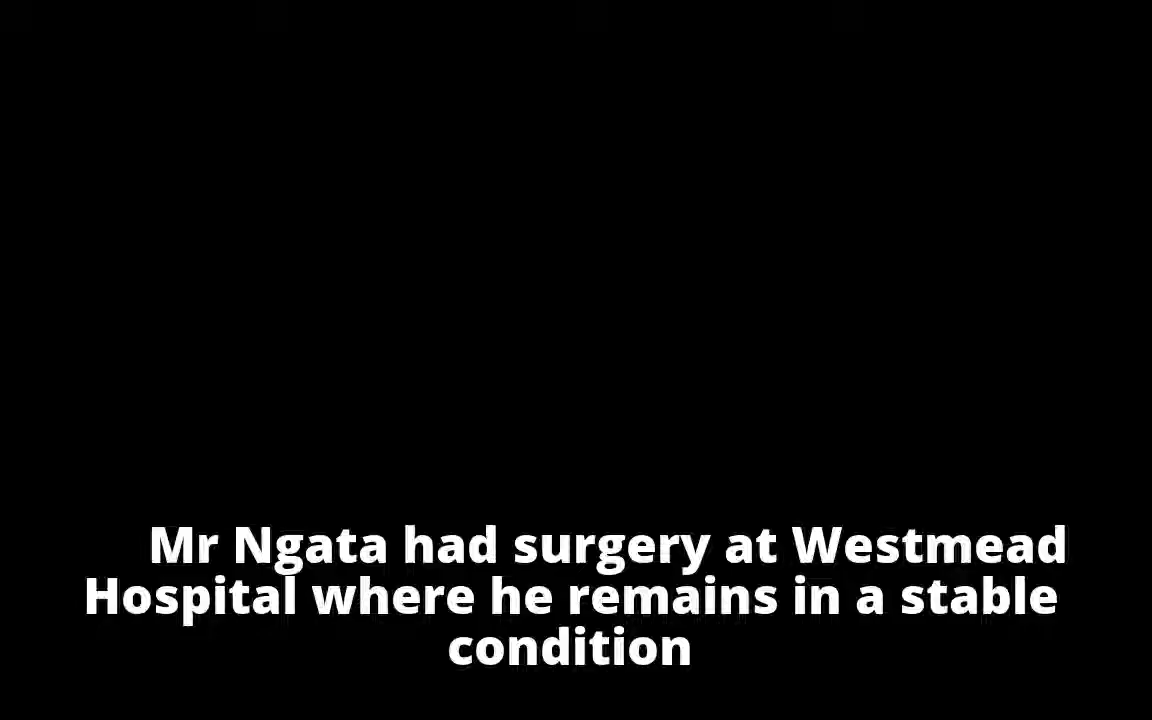 Mr Ngata had surgery at Westmead
Hospital where he remains in a stable
condition